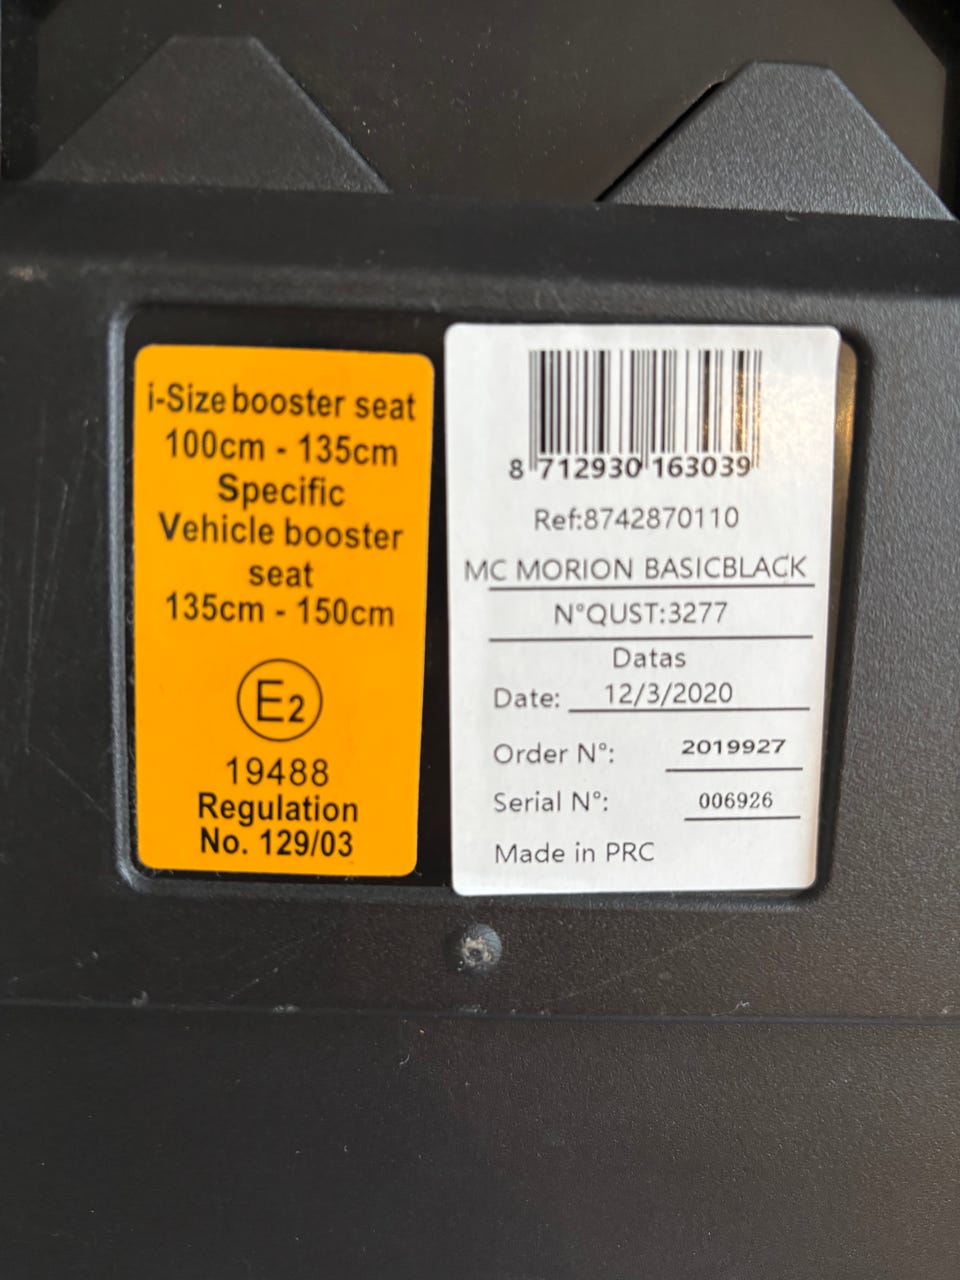 i-Size booster seat
100cm - 135cm
Specific
Vehicle booster
seat
135cm - 150cm
E2
19488
Regulation
No. 129/03
8 712930 163039
Ref:8742870110
MC MORION BASICBLACK
N°QUST:3277
Datas
Date: 12/3/2020
Order N°: 2019927
Serial N°: 006926
Made in PRC